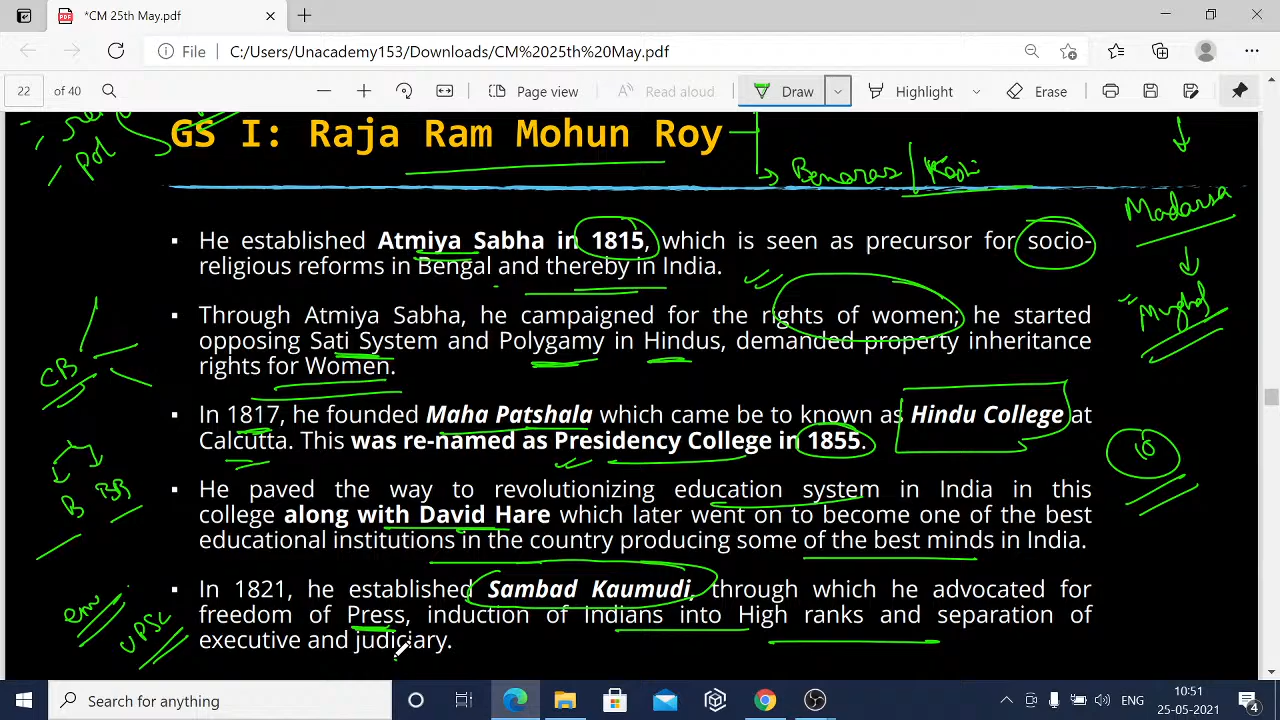 *CM 25th May.pdf
File C:/Users/Unacademy153/Downloads/CM%2025th%20May.pdf
22 of 40 Page view Read aloud Draw Highlight Erase
Pol
GS I: Raja Ram Mohun Roy
Benaras / Kashi
Madarsa
Mughal
▪ He established Atmiya Sabha in 1815, which is seen as precursor for socio-
religious reforms in Bengal and thereby in India.
▪ Through Atmiya Sabha, he campaigned for the rights of women, he started
opposing Sati System and Polygamy in Hindus, demanded property inheritance
rights for Women.
CB
▪ In 1817, he founded Maha Patshala which came be to known as Hindu College at
Calcutta. This was re-named as Presidency College in 1855.
10
B BB
▪ He paved the way to revolutionizing education system in India in this
college along with David Hare which later went on to become one of the best
educational institutions in the country producing some of the best minds in India.
▪ In 1821, he established Sambad Kaumudi, through which he advocated for
freedom of Press, induction of Indians into High ranks and separation of
executive and judiciary.
UPSC
Search for anything
ENG
10:51
25-05-2021
4